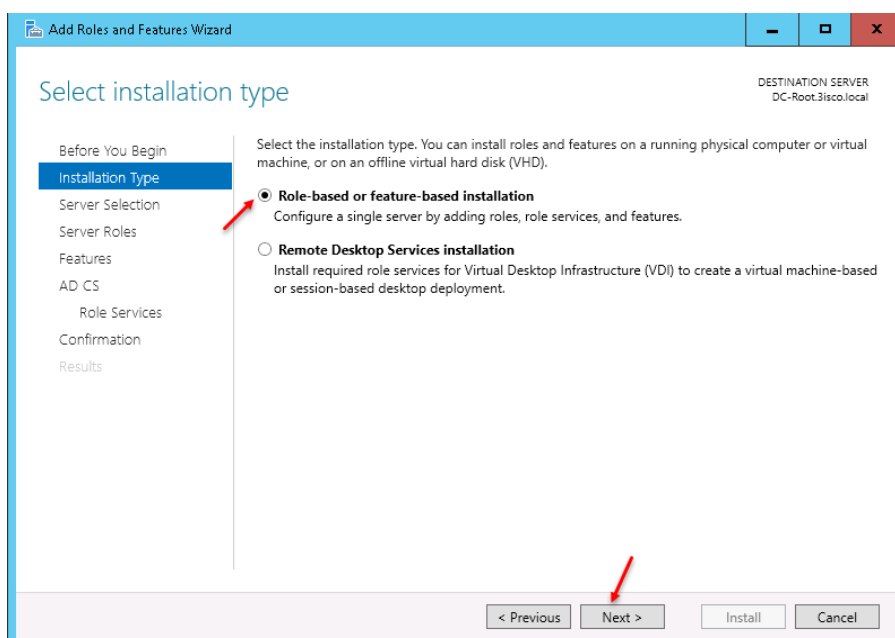 Add Roles and Features Wizard
Select installation type
DESTINATION SERVER
DC-Root.3isco.local
Before You Begin
Installation Type
Server Selection
Server Roles
Features
AD CS
Role Services
Confirmation
Results
Select the installation type. You can install roles and features on a running physical computer or virtual
machine, or on an offline virtual hard disk (VHD).
Role-based or feature-based installation
Configure a single server by adding roles, role services, and features.
Remote Desktop Services installation
Install required role services for Virtual Desktop Infrastructure (VDI) to create a virtual machine-based
or session-based desktop deployment.
< Previous
Next >
Install
Cancel